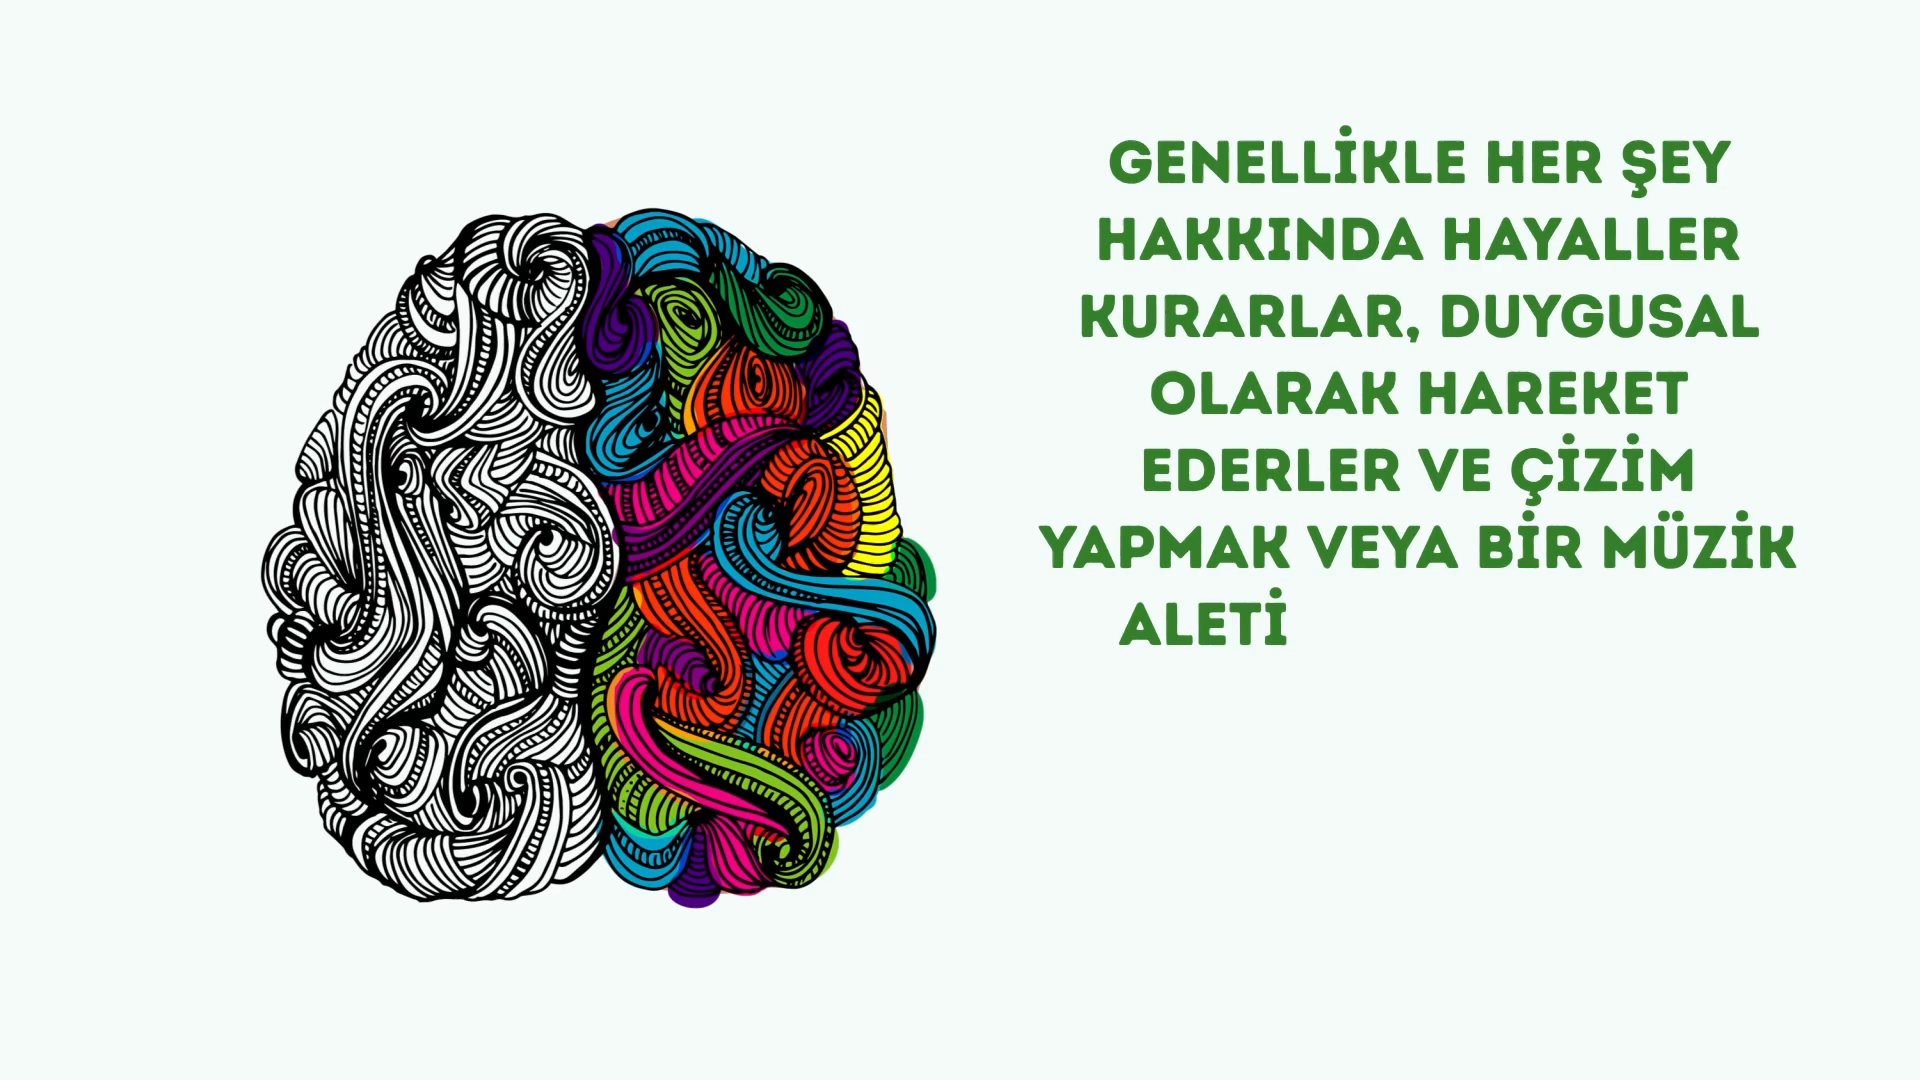 GENELLİKLE HER ŞEY
HAKKINDA HAYALLER
KURARLAR, DUYGUSAL
OLARAK HAREKET
EDERLER VE ÇİZİM
YAPMAK VEYA BİR MÜZİK
ALETİ